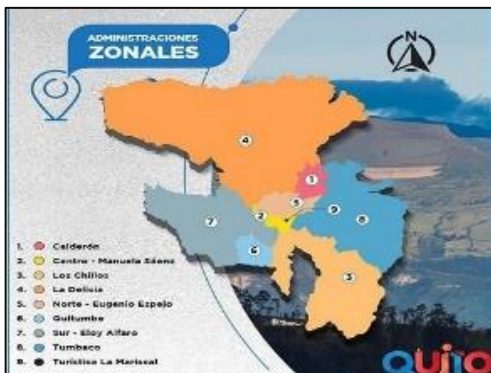 ADMINISTRACIONES
ZONALES
N
4
1
5
9
2
8
7
6
3
1. Calderón
2. Centro - Manuela Sáenz
3. Los Chillos
4. La Delicia
5. Norte - Eugenio Espejo
6. Quitumbe
7. Sur - Eloy Alfaro
8. Tumbaco
9. Turística La Mariscal
QUITO